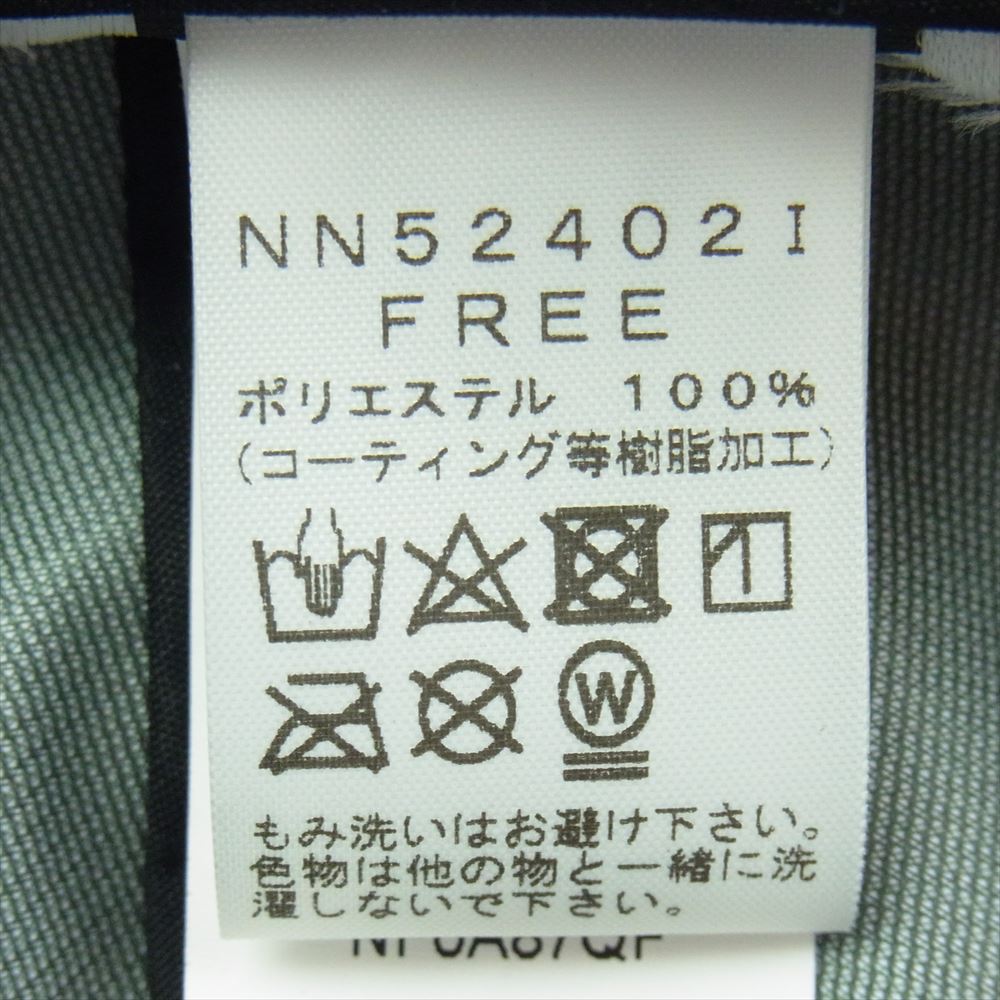 NN52402I
FREE
ポリエステル 100%
(コーティング等樹脂加工)
W
もみ洗いはお避け下さい。
色物は他の物と一緒に洗
濯しないで下さい。